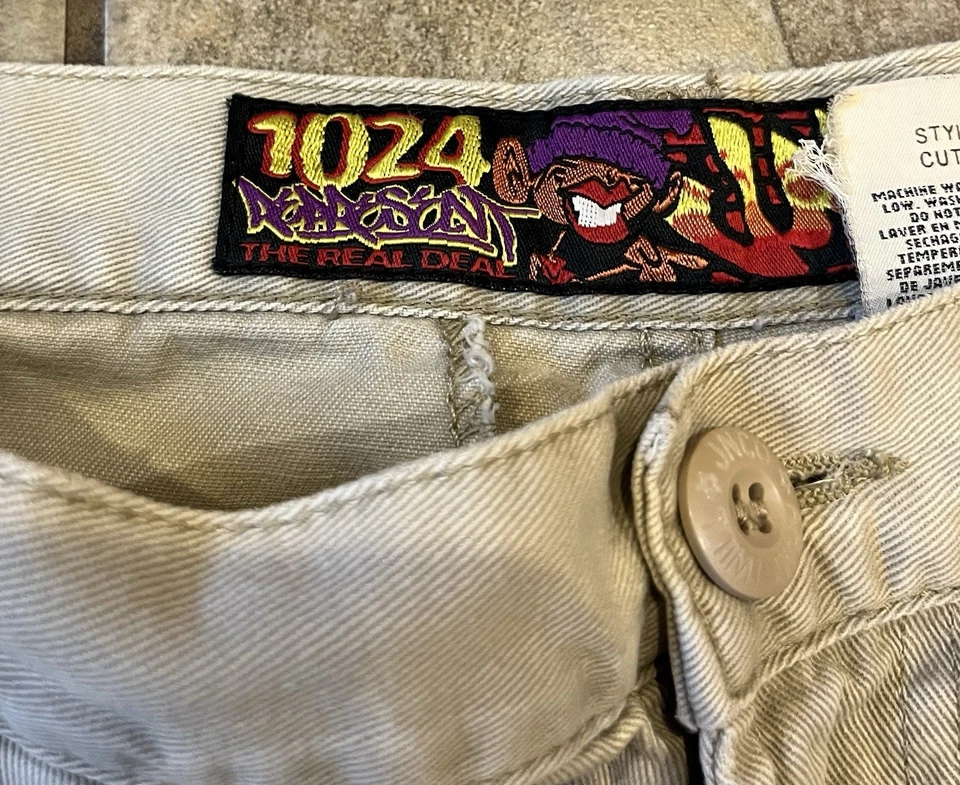 1024
REPRESENT
THE REAL DEAL
STYL
CUT
MACHINE WA
LOW. WASH
DO NOT
LAVER EN M
SECHAG
TEMPER
SEPAREME
DE JAVE